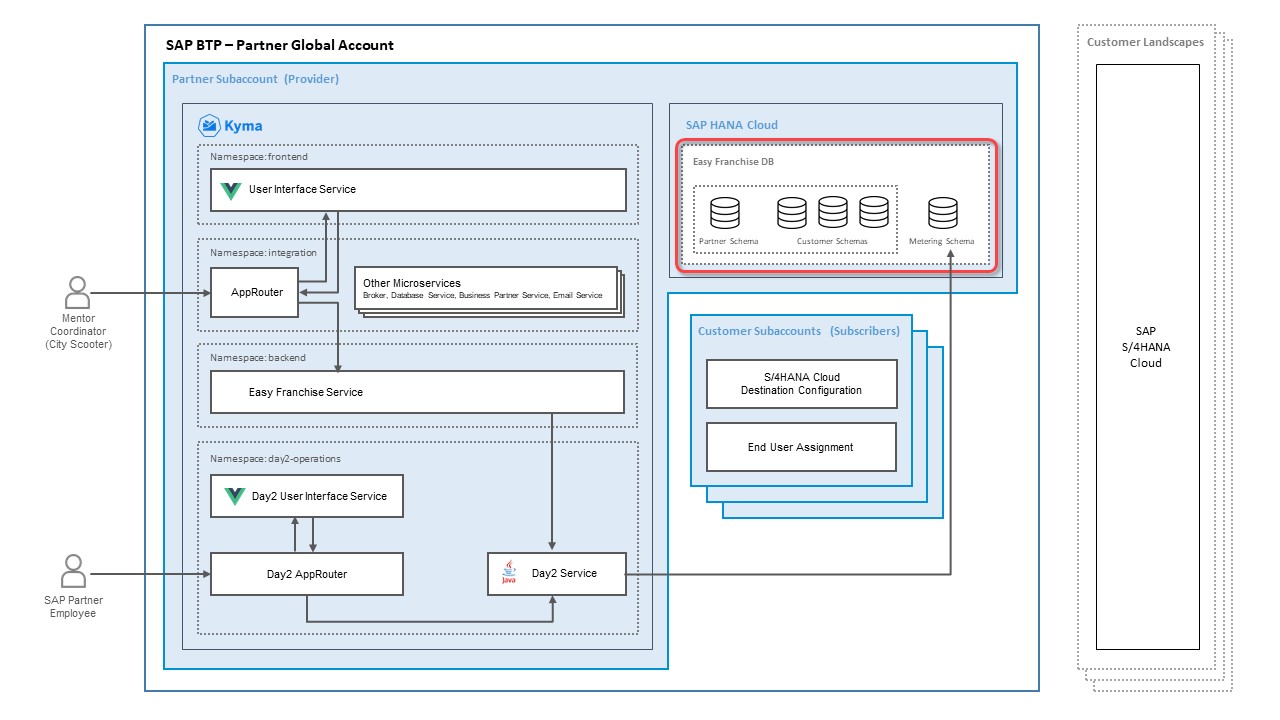 SAP BTP – Partner Global Account
Partner Subaccount (Provider)
Kyma
Namespace: frontend
User Interface Service
Namespace: integration
AppRouter
Other Microservices
Broker, Database Service, Business Partner Service, Email Service
Namespace: backend
Easy Franchise Service
Namespace: day2-operations
Day2 User Interface Service
Day2 AppRouter
Java
Day2 Service
Mentor
Coordinator
(City Scooter)
SAP Partner
Employee
SAP HANA Cloud
Easy Franchise DB
Partner Schema
Customer Schemas
Metering Schema
Customer Subaccounts (Subscribers)
S/4HANA Cloud
Destination Configuration
End User Assignment
Customer Landscapes
SAP
S/4HANA
Cloud